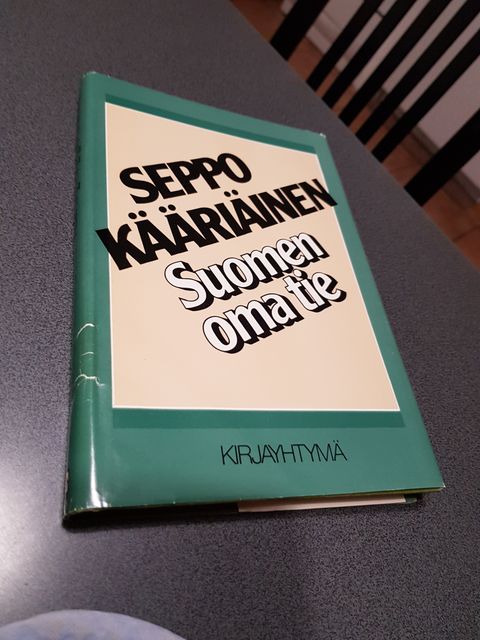 SEPPO
KÄÄRIÄINEN
Suomen
oma tie
KIRJAYHTYMÄ